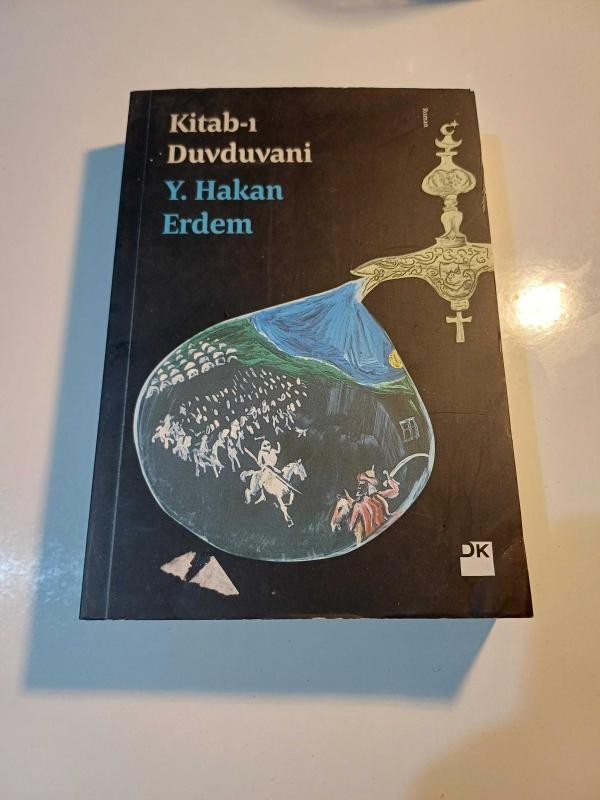 Kitab-ı
Duvduvani
Y. Hakan
Erdem
Roman
DK